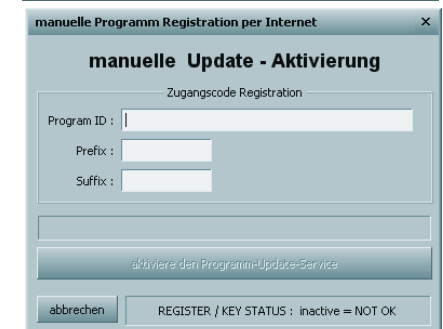 manuelle Programm Registration per Internet
manuelle Update - Aktivierung
Zugangscode Registration
Program ID :
Prefix :
Suffix :
aktiviere den Programm-Update-Service
abbrechen
REGISTER / KEY STATUS : inactive = NOT OK